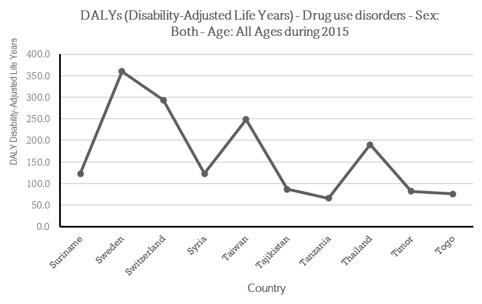 DALYs (Disability-Adjusted Life Years) - Drug use disorders - Sex:
Both - Age: All Ages during 2015
DALY Disability-Adjusted Life Years
400.0
350.0
300.0
250.0
200.0
150.0
100.0
50.0
0.0
Suriname
Sweden
Switzerland
Syria
Taiwan
Tajikistan
Tanzania
Thailand
Timor
Togo
Country